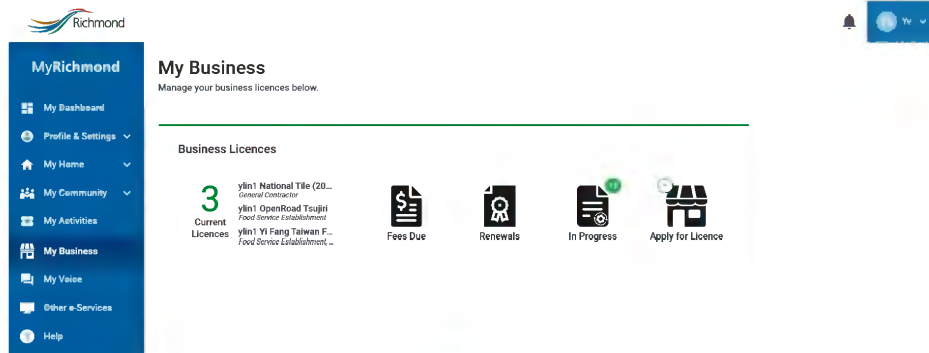 Richmond
Yv
MyRichmond
My Dashboard
Profile & Settings
My Home
My Community
My Activities
My Business
My Voice
Other e-Services
Help
My Business
Manage your business licences below.
Business Licences
3
Current
Licences
ylin1 National Tile (20...
General Contractor
ylin1 OpenRoad Tsujiri
Food Service Establishment
ylin1 Yi Fang Taiwan F...
Food Service Establishment, ...
Fees Due
Renewals
In Progress
Apply for Licence